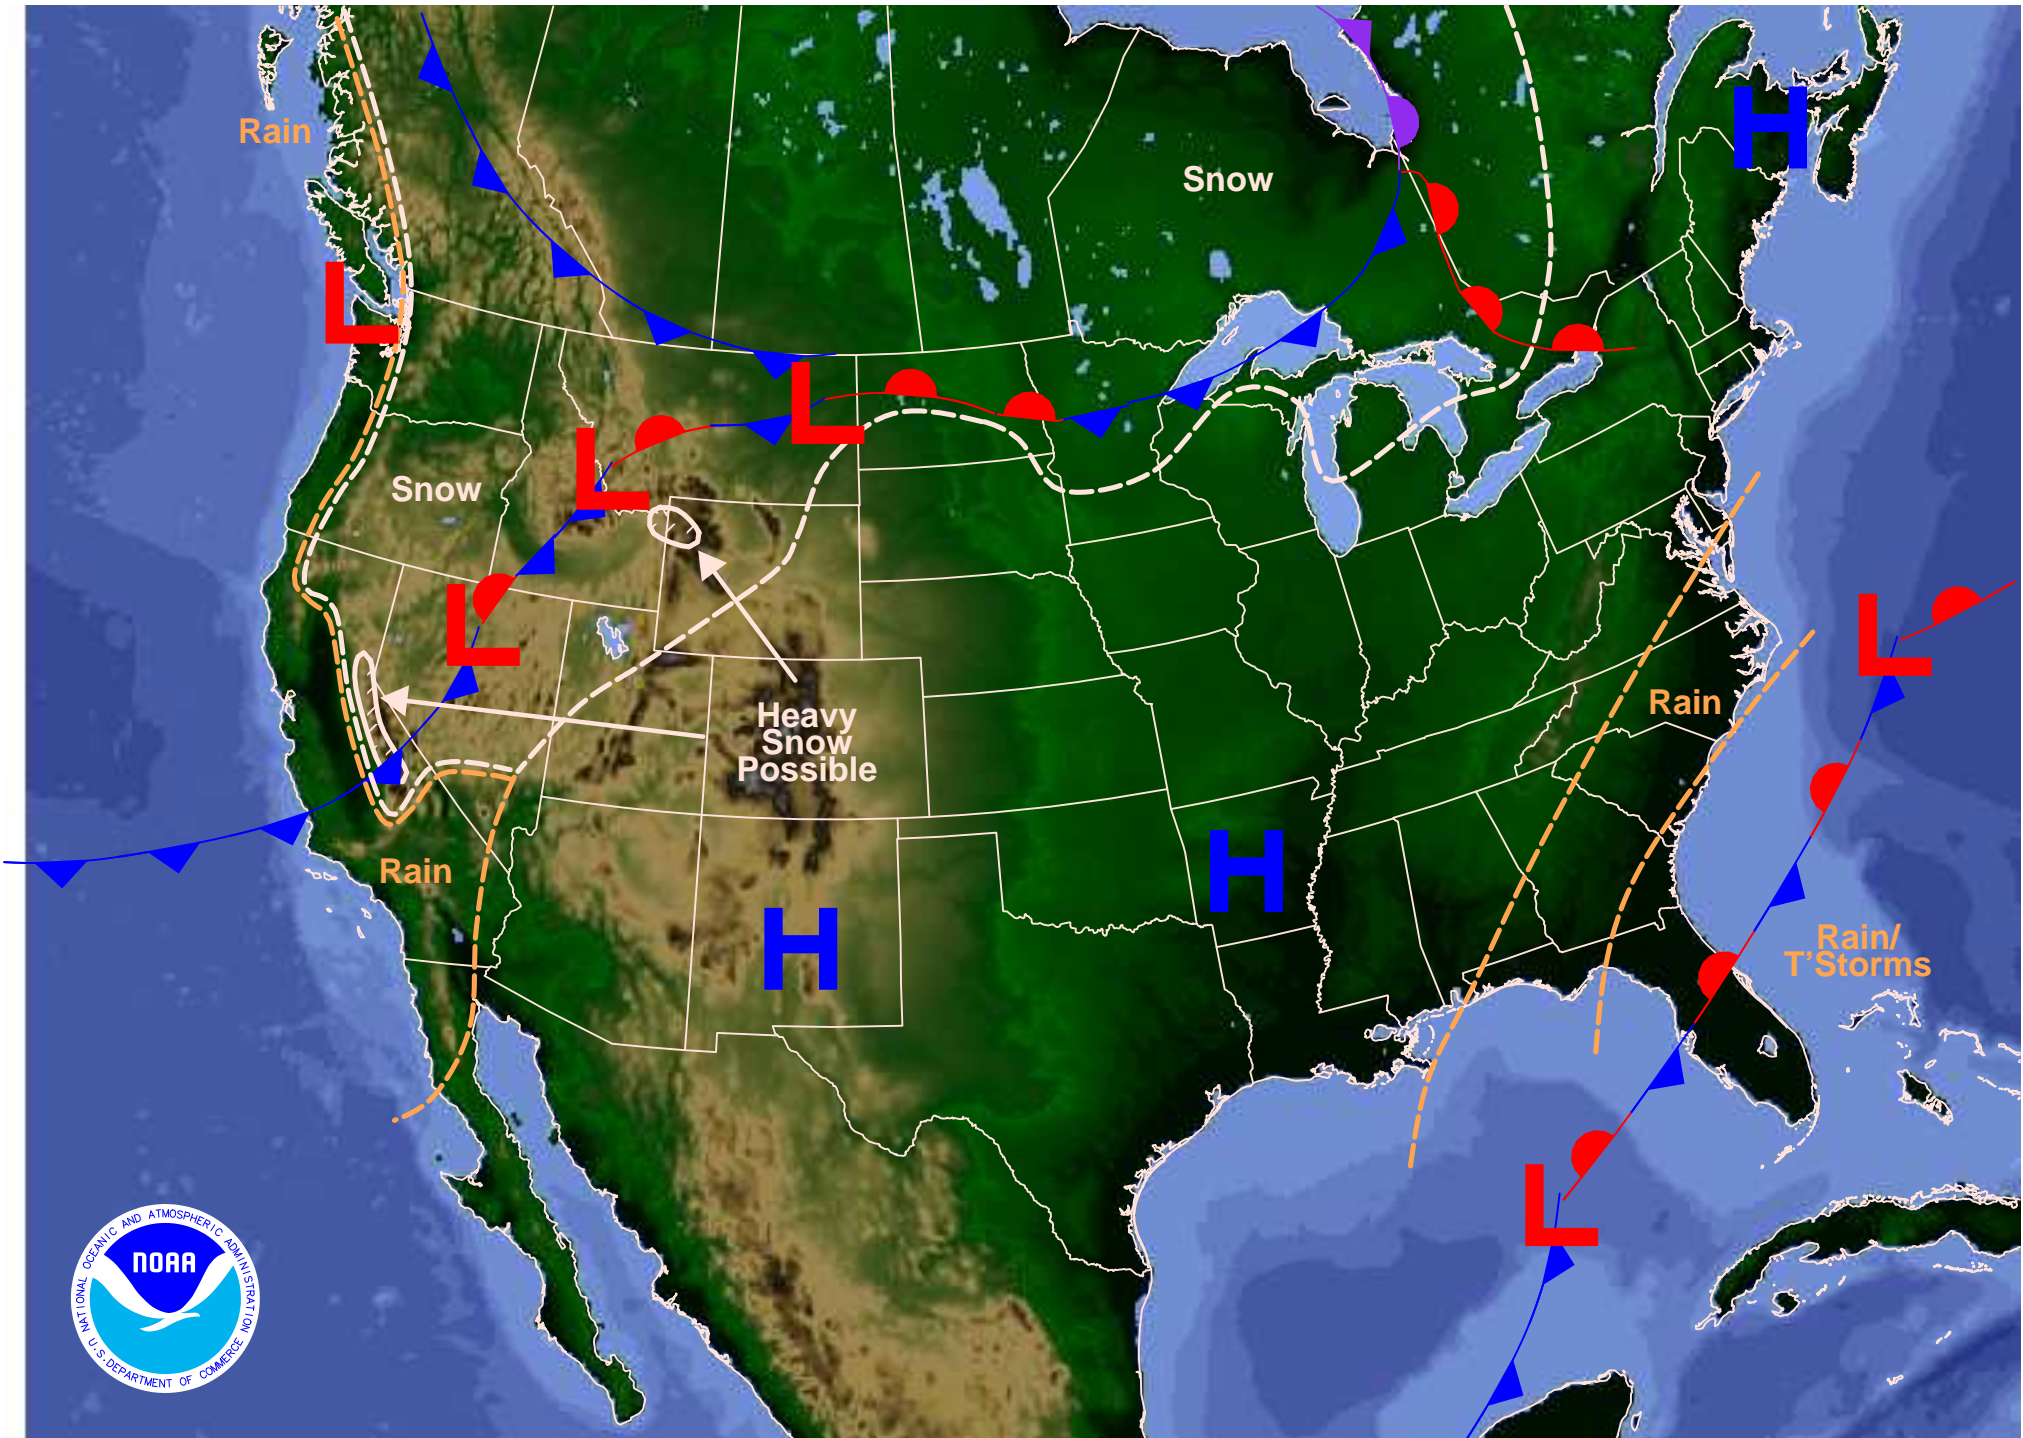 H
Rain
Snow
L
L
L
Snow
L
L
Rain
Heavy
Snow
Possible
H
Rain
H
Rain/
T'Storms
L
NATIONAL OCEANIC AND ATMOSPHERIC ADMINISTRATION
NOAA
U.S. DEPARTMENT OF COMMERCE